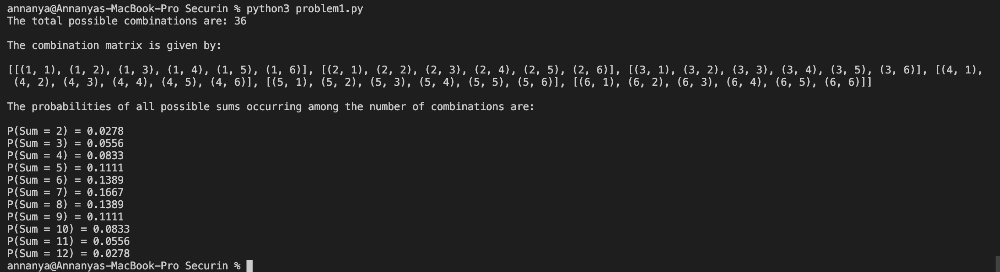 annanya@Annanyas-MacBook-Pro Securin % python3 problem1.py
The total possible combinations are: 36
The combination matrix is given by:
[[(1, 1), (1, 2), (1, 3), (1, 4), (1, 5), (1, 6)], [(2, 1), (2, 2), (2, 3), (2, 4), (2, 5), (2, 6)], [(3, 1), (3, 2), (3, 3), (3, 4), (3, 5), (3, 6)], [(4, 1),
(4, 2), (4, 3), (4, 4), (4, 5), (4, 6)], [(5, 1), (5, 2), (5, 3), (5, 4), (5, 5), (5, 6)], [(6, 1), (6, 2), (6, 3), (6, 4), (6, 5), (6, 6)]]
The probabilities of all possible sums occurring among the number of combinations are:
P(Sum = 2) = 0.0278
P(Sum = 3) = 0.0556
P(Sum = 4) = 0.0833
P(Sum = 5) = 0.1111
P(Sum = 6) = 0.1389
P(Sum = 7) = 0.1667
P(Sum = 8) = 0.1389
P(Sum = 9) = 0.1111
P(Sum = 10) = 0.0833
P(Sum = 11) = 0.0556
P(Sum = 12) = 0.0278
annanya@Annanyas-MacBook-Pro Securin %